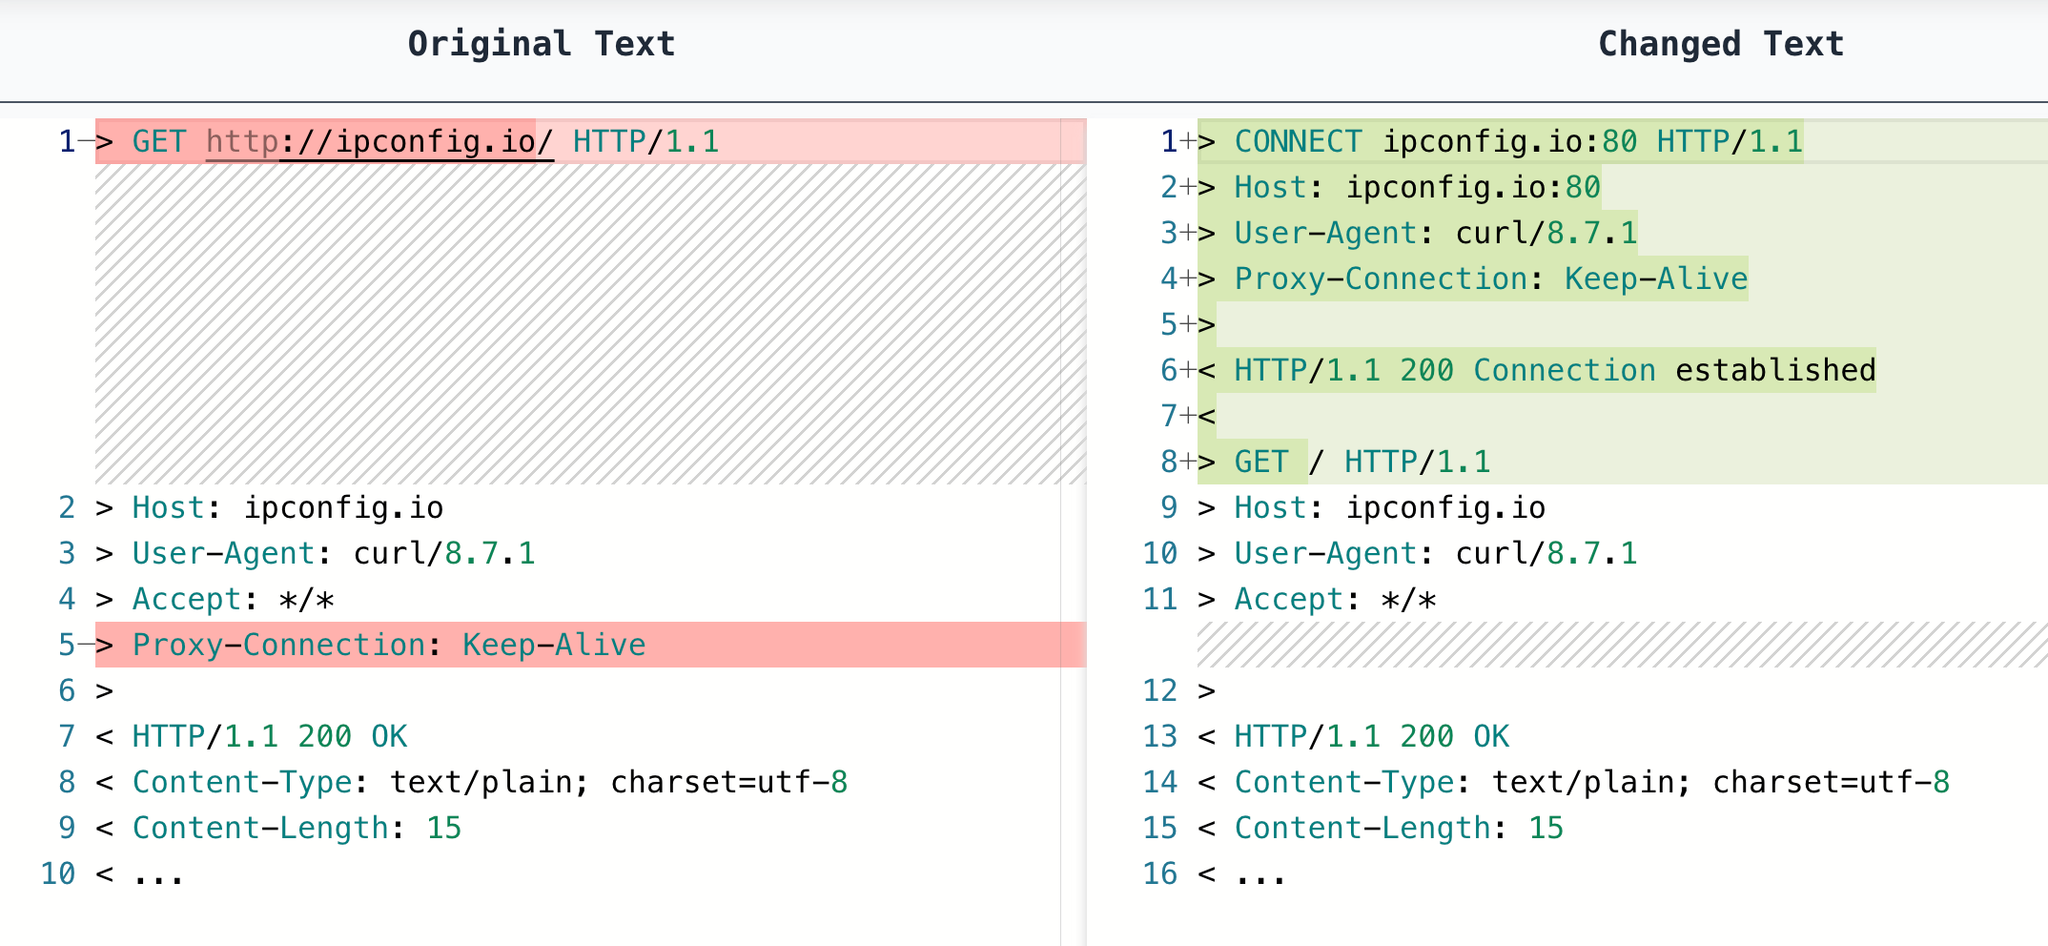 Original Text
1−> GET http://ipconfig.io/ HTTP/1.1
2 > Host: ipconfig.io
3 > User-Agent: curl/8.7.1
4 > Accept: */*
5−> Proxy-Connection: Keep-Alive
6 >
7 < HTTP/1.1 200 OK
8 < Content-Type: text/plain; charset=utf-8
9 < Content-Length: 15
10 < ...
Changed Text
1+> CONNECT ipconfig.io:80 HTTP/1.1
2+> Host: ipconfig.io:80
3+> User-Agent: curl/8.7.1
4+> Proxy-Connection: Keep-Alive
5+>
6+< HTTP/1.1 200 Connection established
7+<
8+> GET / HTTP/1.1
9 > Host: ipconfig.io
10 > User-Agent: curl/8.7.1
11 > Accept: */*
12 >
13 < HTTP/1.1 200 OK
14 < Content-Type: text/plain; charset=utf-8
15 < Content-Length: 15
16 < ...